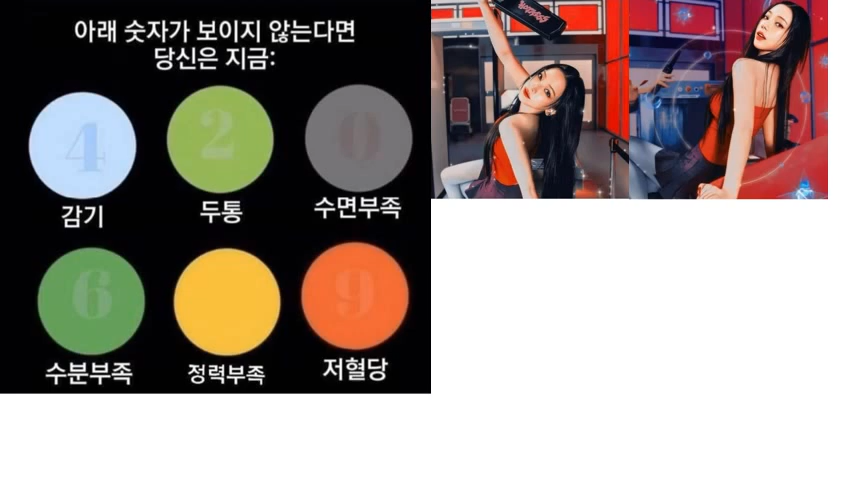 아래 숫자가 보이지 않는다면
당신은 지금:
4 2 0
감기 두통 수면부족
6 9
수분부족 정력부족 저혈당